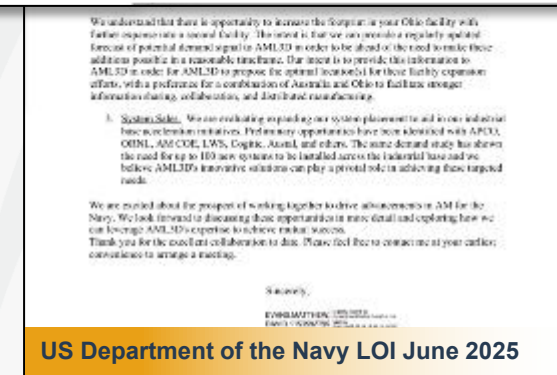 We understand that there is opportunity to increase the footprint in your Ohio facility with
further expanse into a second facility. The intent is that we can provide a regularly updated
forecast of potential demand signal to AML3D in order to be ahead of the need to make these
additions possible in a reasonable timeframe. Our intent is to provide this information to
AML3D in order for AML3D to propose the optimal location(s) for these facility expansion
efforts, with a preference for a combination of Australia and Ohio to facilitate stronger
information sharing, collaboration, and distributed manufacturing.
3. System Sales. We are evaluating expanding our system placement to aid in our industrial
base acceleration initiatives. Preliminary opportunities have been identified with APCO,
ORNL, AM COE, LWS, Cogitic, Austal, and others. The same demand study has shown
the need for up to 100 new systems to be installed across the industrial base and we
believe AML3D's innovative solutions can play a pivotal role in achieving these targeted
needs.
We are excited about the prospect of working together to drive advancements in AM for the
Navy. We look forward to discussing these opportunities in more detail and exploring how we
can leverage AML3D's expertise to achieve mutual success.
Thank you for the excellent collaboration to date. Please feel free to contact me at your earliest
convenience to arrange a meeting.
Sincerely,
US Department of the Navy LOI June 2025